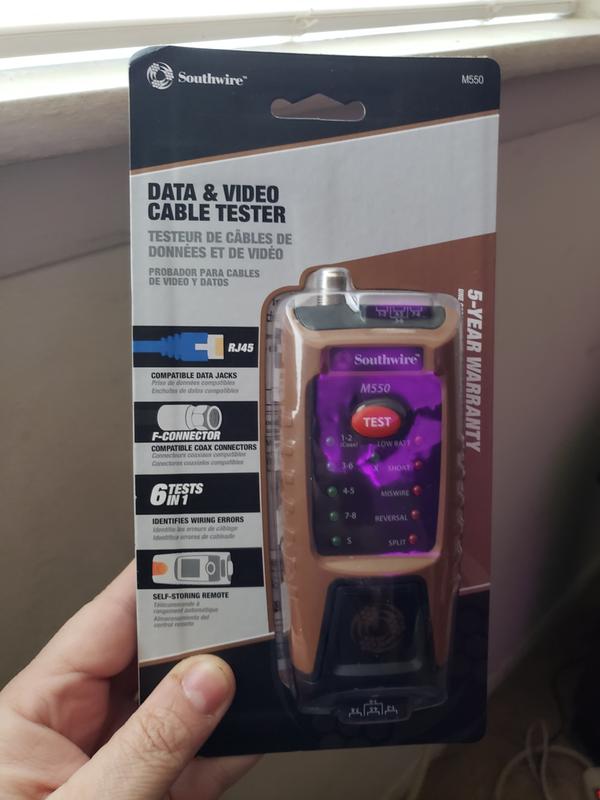 Southwire™
M550
DATA & VIDEO
CABLE TESTER
TESTEUR DE CÂBLES DE
DONNÉES ET DE VIDÉO
PROBADOR PARA CABLES
DE VIDEO Y DATOS
RJ45
COMPATIBLE DATA JACKS
Prise de données compatibles
Enchufes de datos compatibles
F-CONNECTOR
COMPATIBLE COAX CONNECTORS
Connecteurs coaxiaux compatibles
Conectores coaxiales compatibles
6 TESTS
IN 1
IDENTIFIES WIRING ERRORS
Identifie les erreurs de câblage
Identifica errores de cableado
SELF-STORING REMOTE
Télécommande à
rangement automatique
Almacenamiento del
control remoto
5-YEAR WARRANTY
Southwire™
M550
TEST
1-2
(Coax)
LOW BATT
3-6
X
SHORT
4-5
MISWIRE
7-8
REVERSAL
S
SPLIT